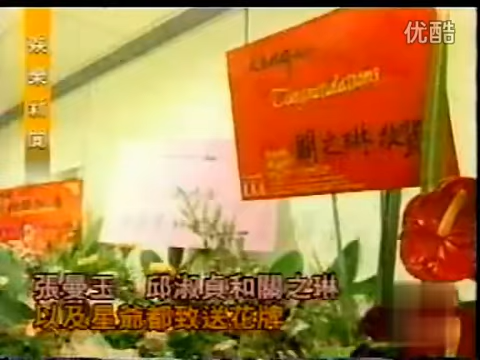 优酷
娛樂新聞
Congratulations
關之琳敬賀
張曼玉、邱淑貞和關之琳
以及星爺都致送花牌